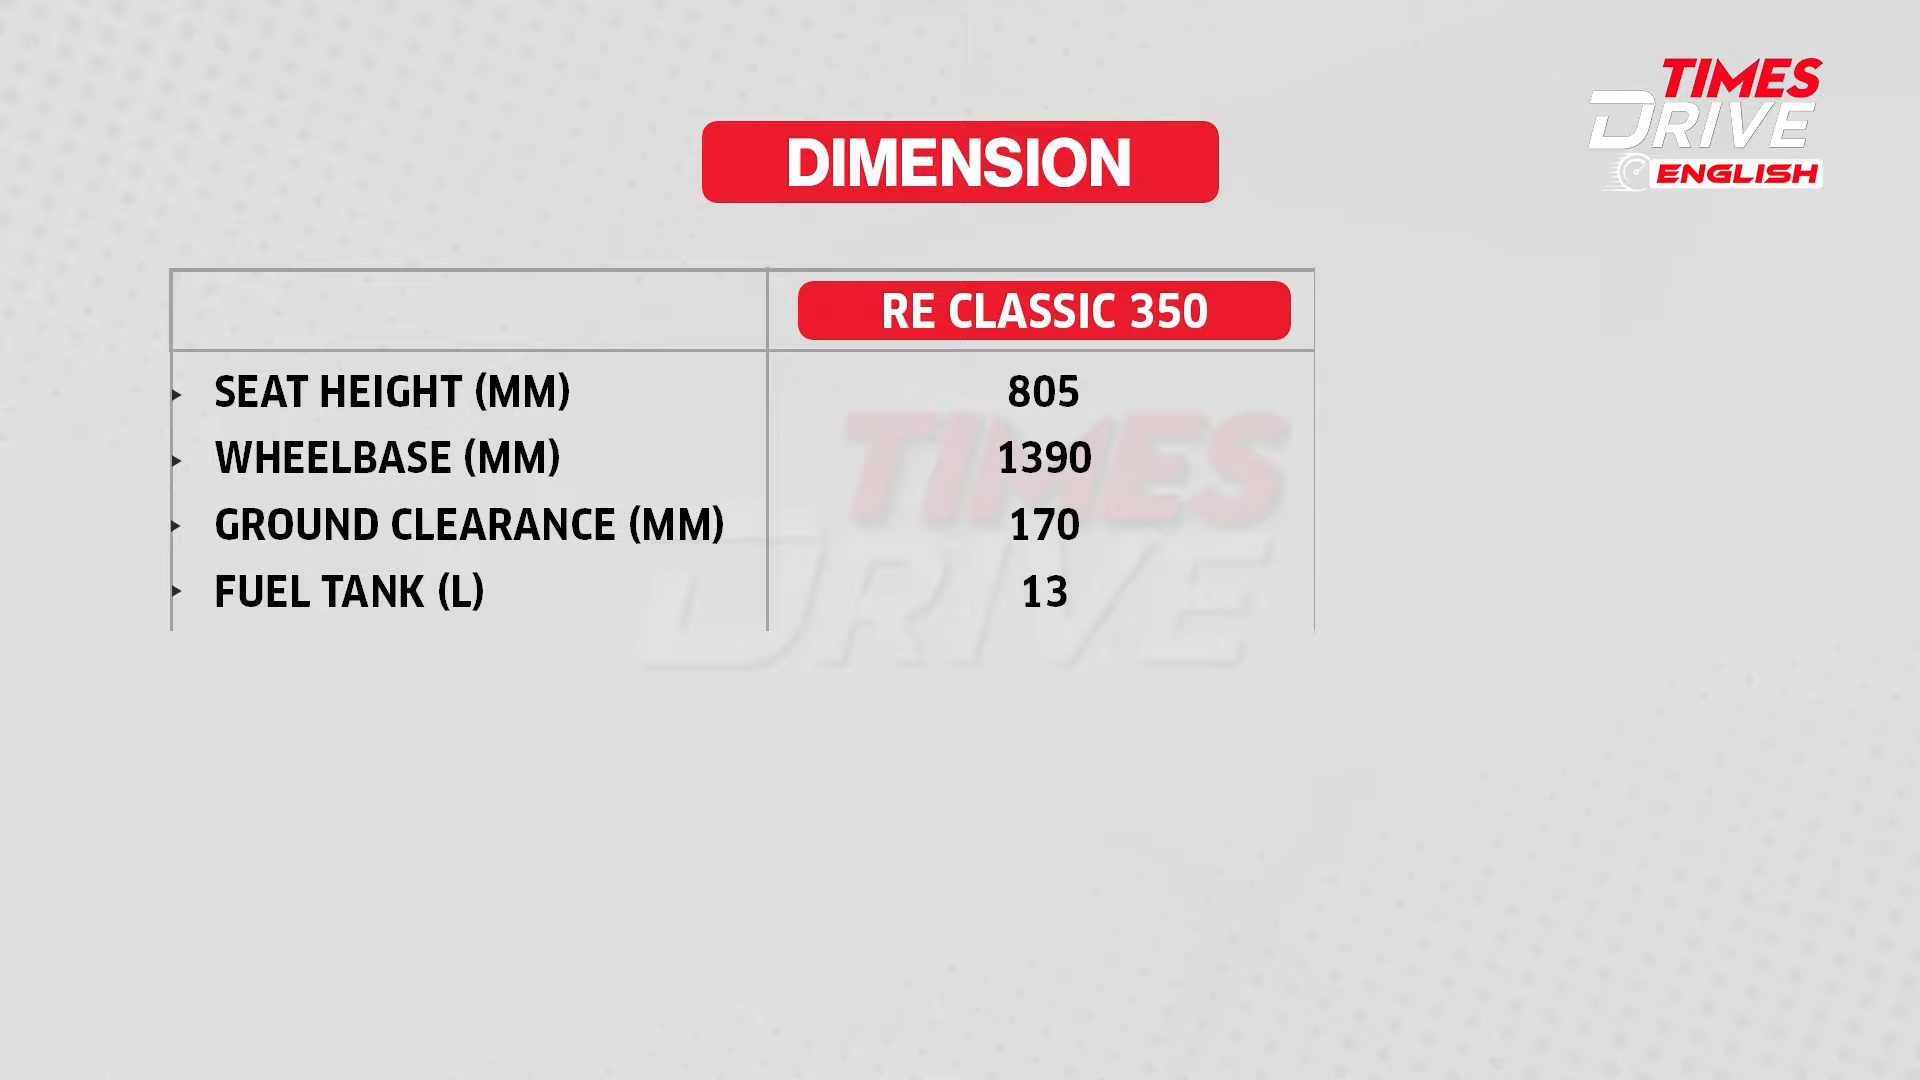 TIMES
DRIVE
ENGLISH
DIMENSION
RE CLASSIC 350
SEAT HEIGHT (MM) 805
WHEELBASE (MM) 1390
GROUND CLEARANCE (MM) 170
FUEL TANK (L) 13
TIMES
DRIVE